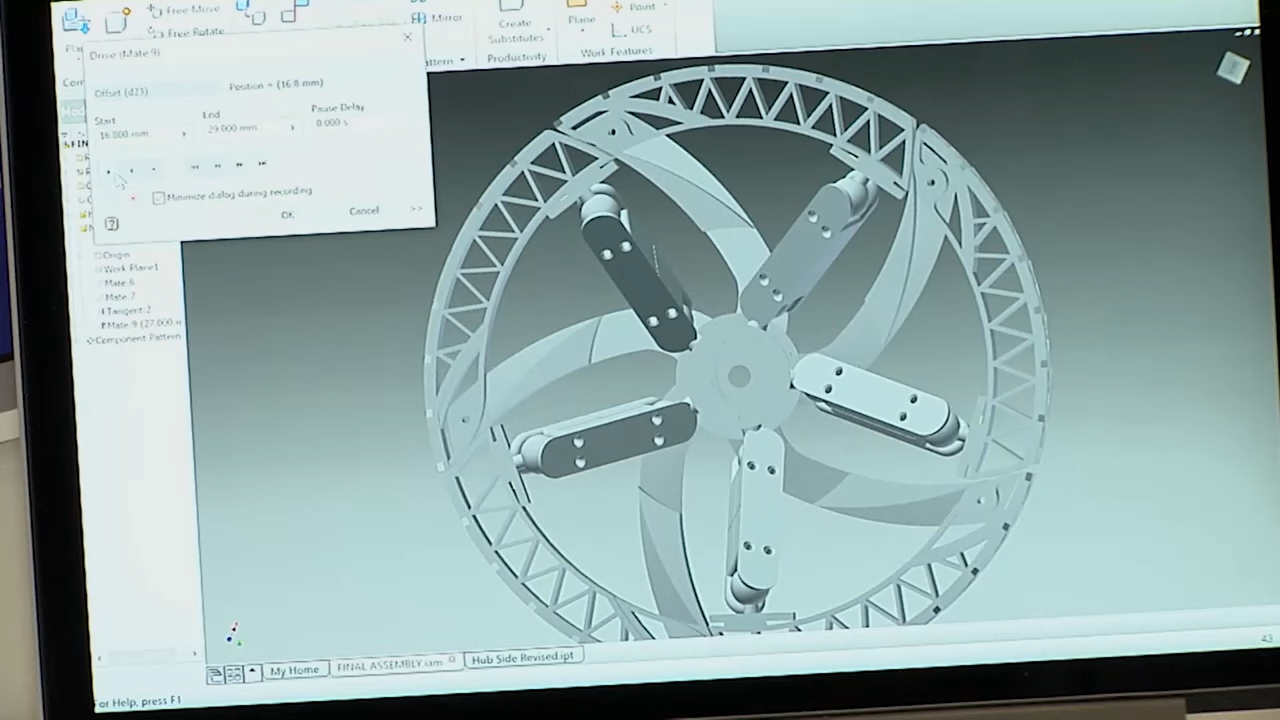 Free Move
Free Rotate
Mirror
Create
Substitutes
Productivity
Plane
Point
UCS
Work Features
Drive (Mate:9)
Offset (d23)
Position = (16.8 mm)
Start
16.800 mm
End
29.000 mm
Pause Delay
0.000 s
Minimize dialog during recording
OK
Cancel
>>
Origin
Work Plane1
Mate:6
Mate:7
Tangent:2
Mate:9 (27.000 m
Component Pattern
My Home
FINAL ASSEMBLY.iam
Hub Side Revised.ipt
or Help, press F1